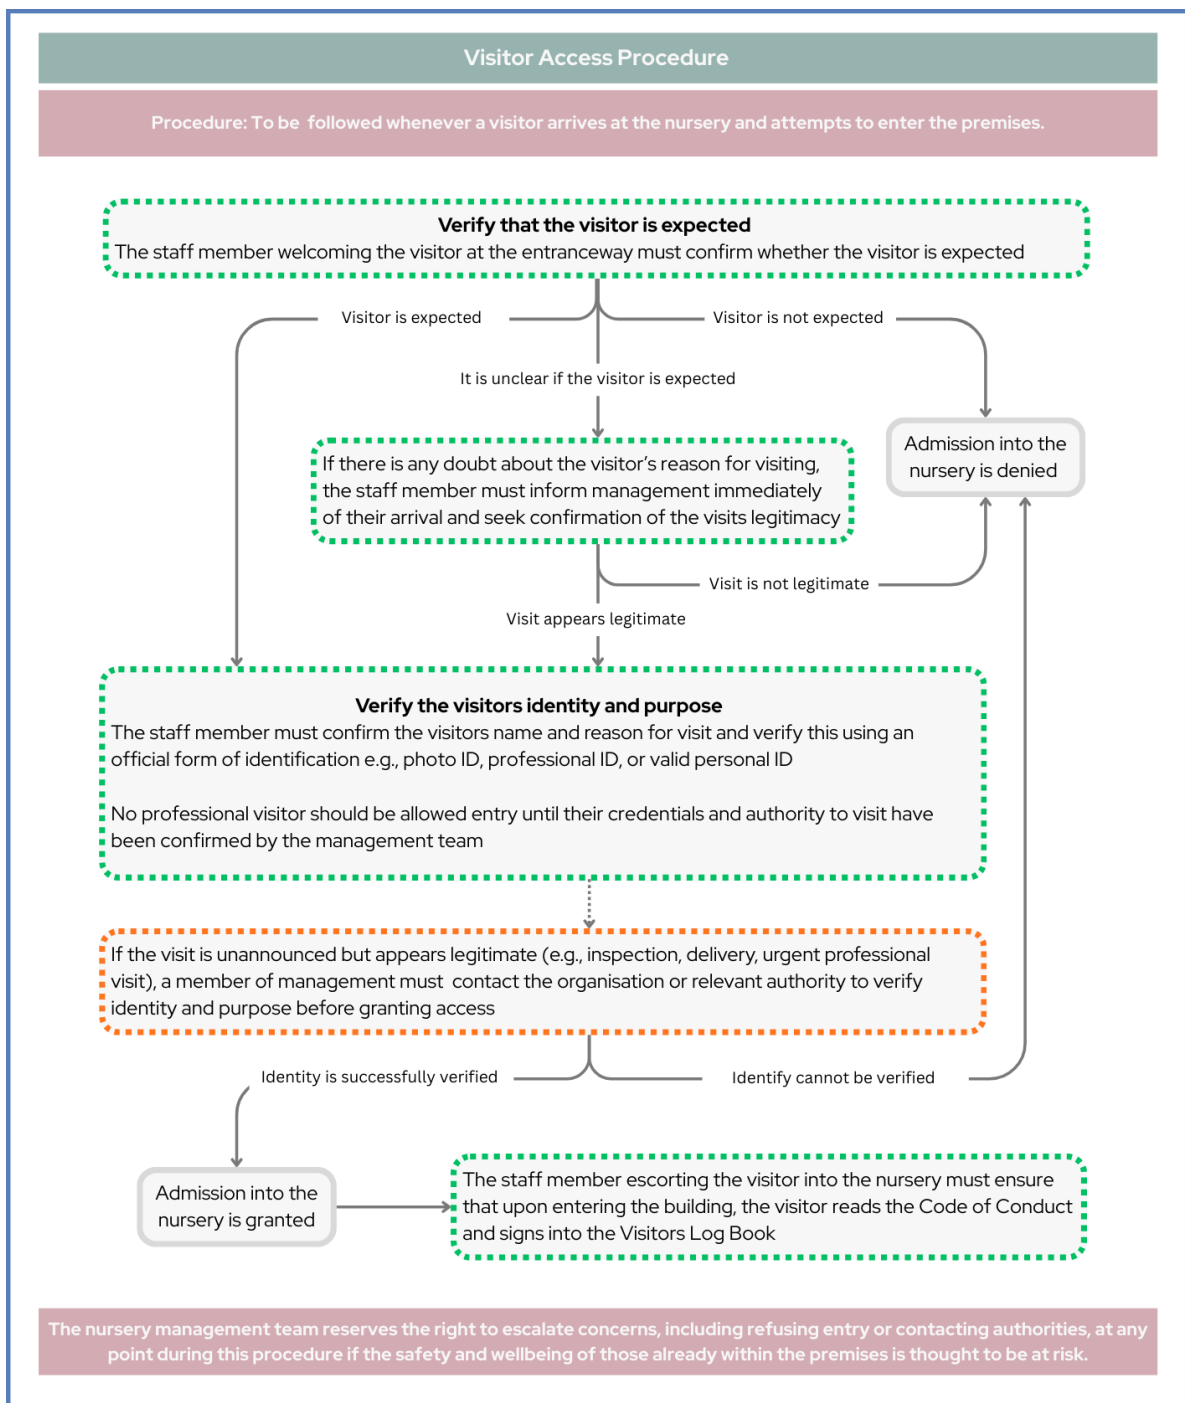 Visitor Access Procedure
Procedure: To be followed whenever a visitor arrives at the nursery and attempts to enter the premises.
Verify that the visitor is expected
The staff member welcoming the visitor at the entranceway must confirm whether the visitor is expected
Visitor is expected
Visitor is not expected
It is unclear if the visitor is expected
Admission into the
nursery is denied
If there is any doubt about the visitor's reason for visiting,
the staff member must inform management immediately
of their arrival and seek confirmation of the visits legitimacy
Visit is not legitimate
Visit appears legitimate
Verify the visitors identity and purpose
The staff member must confirm the visitors name and reason for visit and verify this using an
official form of identification e.g., photo ID, professional ID, or valid personal ID
No professional visitor should be allowed entry until their credentials and authority to visit have
been confirmed by the management team
If the visit is unannounced but appears legitimate (e.g., inspection, delivery, urgent professional
visit), a member of management must contact the organisation or relevant authority to verify
identity and purpose before granting access
Identity is successfully verified
Identify cannot be verified
Admission into the
nursery is granted
The staff member escorting the visitor into the nursery must ensure
that upon entering the building, the visitor reads the Code of Conduct
and signs into the Visitors Log Book
The nursery management team reserves the right to escalate concerns, including refusing entry or contacting authorities, at any
point during this procedure if the safety and wellbeing of those already within the premises is thought to be at risk.